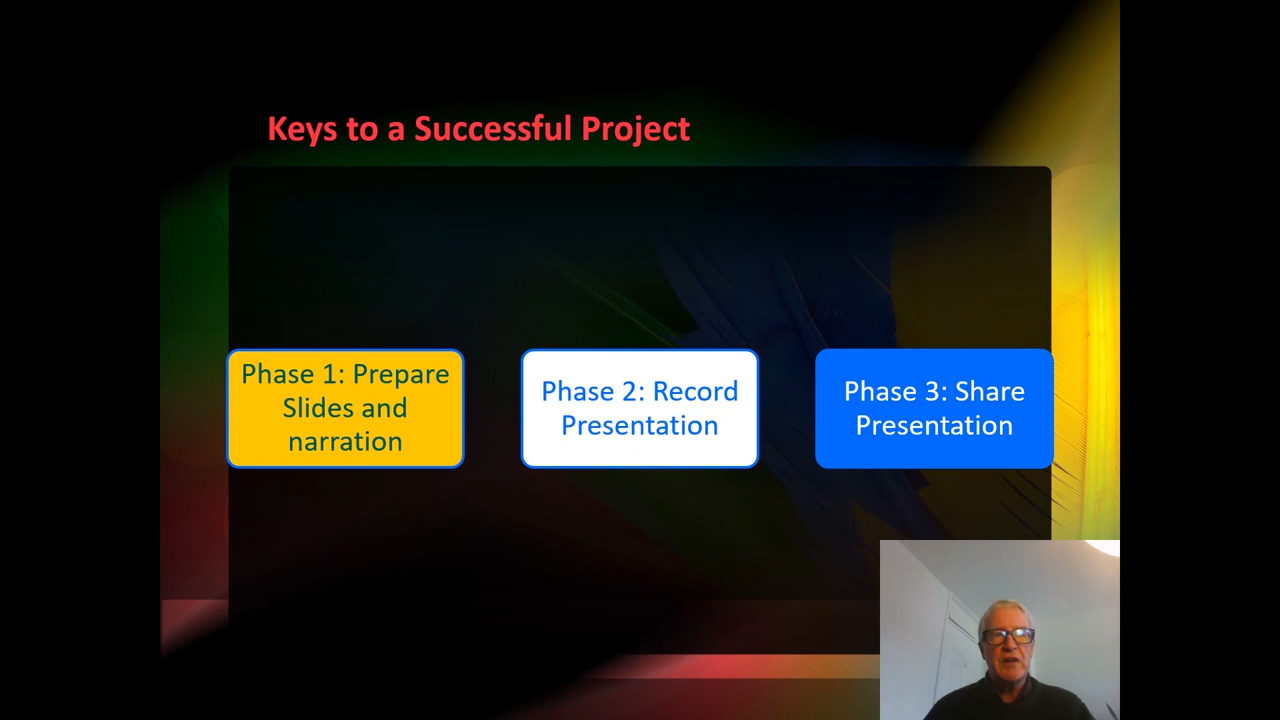 Keys to a Successful Project
Phase 1: Prepare
Slides and
narration
Phase 2: Record
Presentation
Phase 3: Share
Presentation